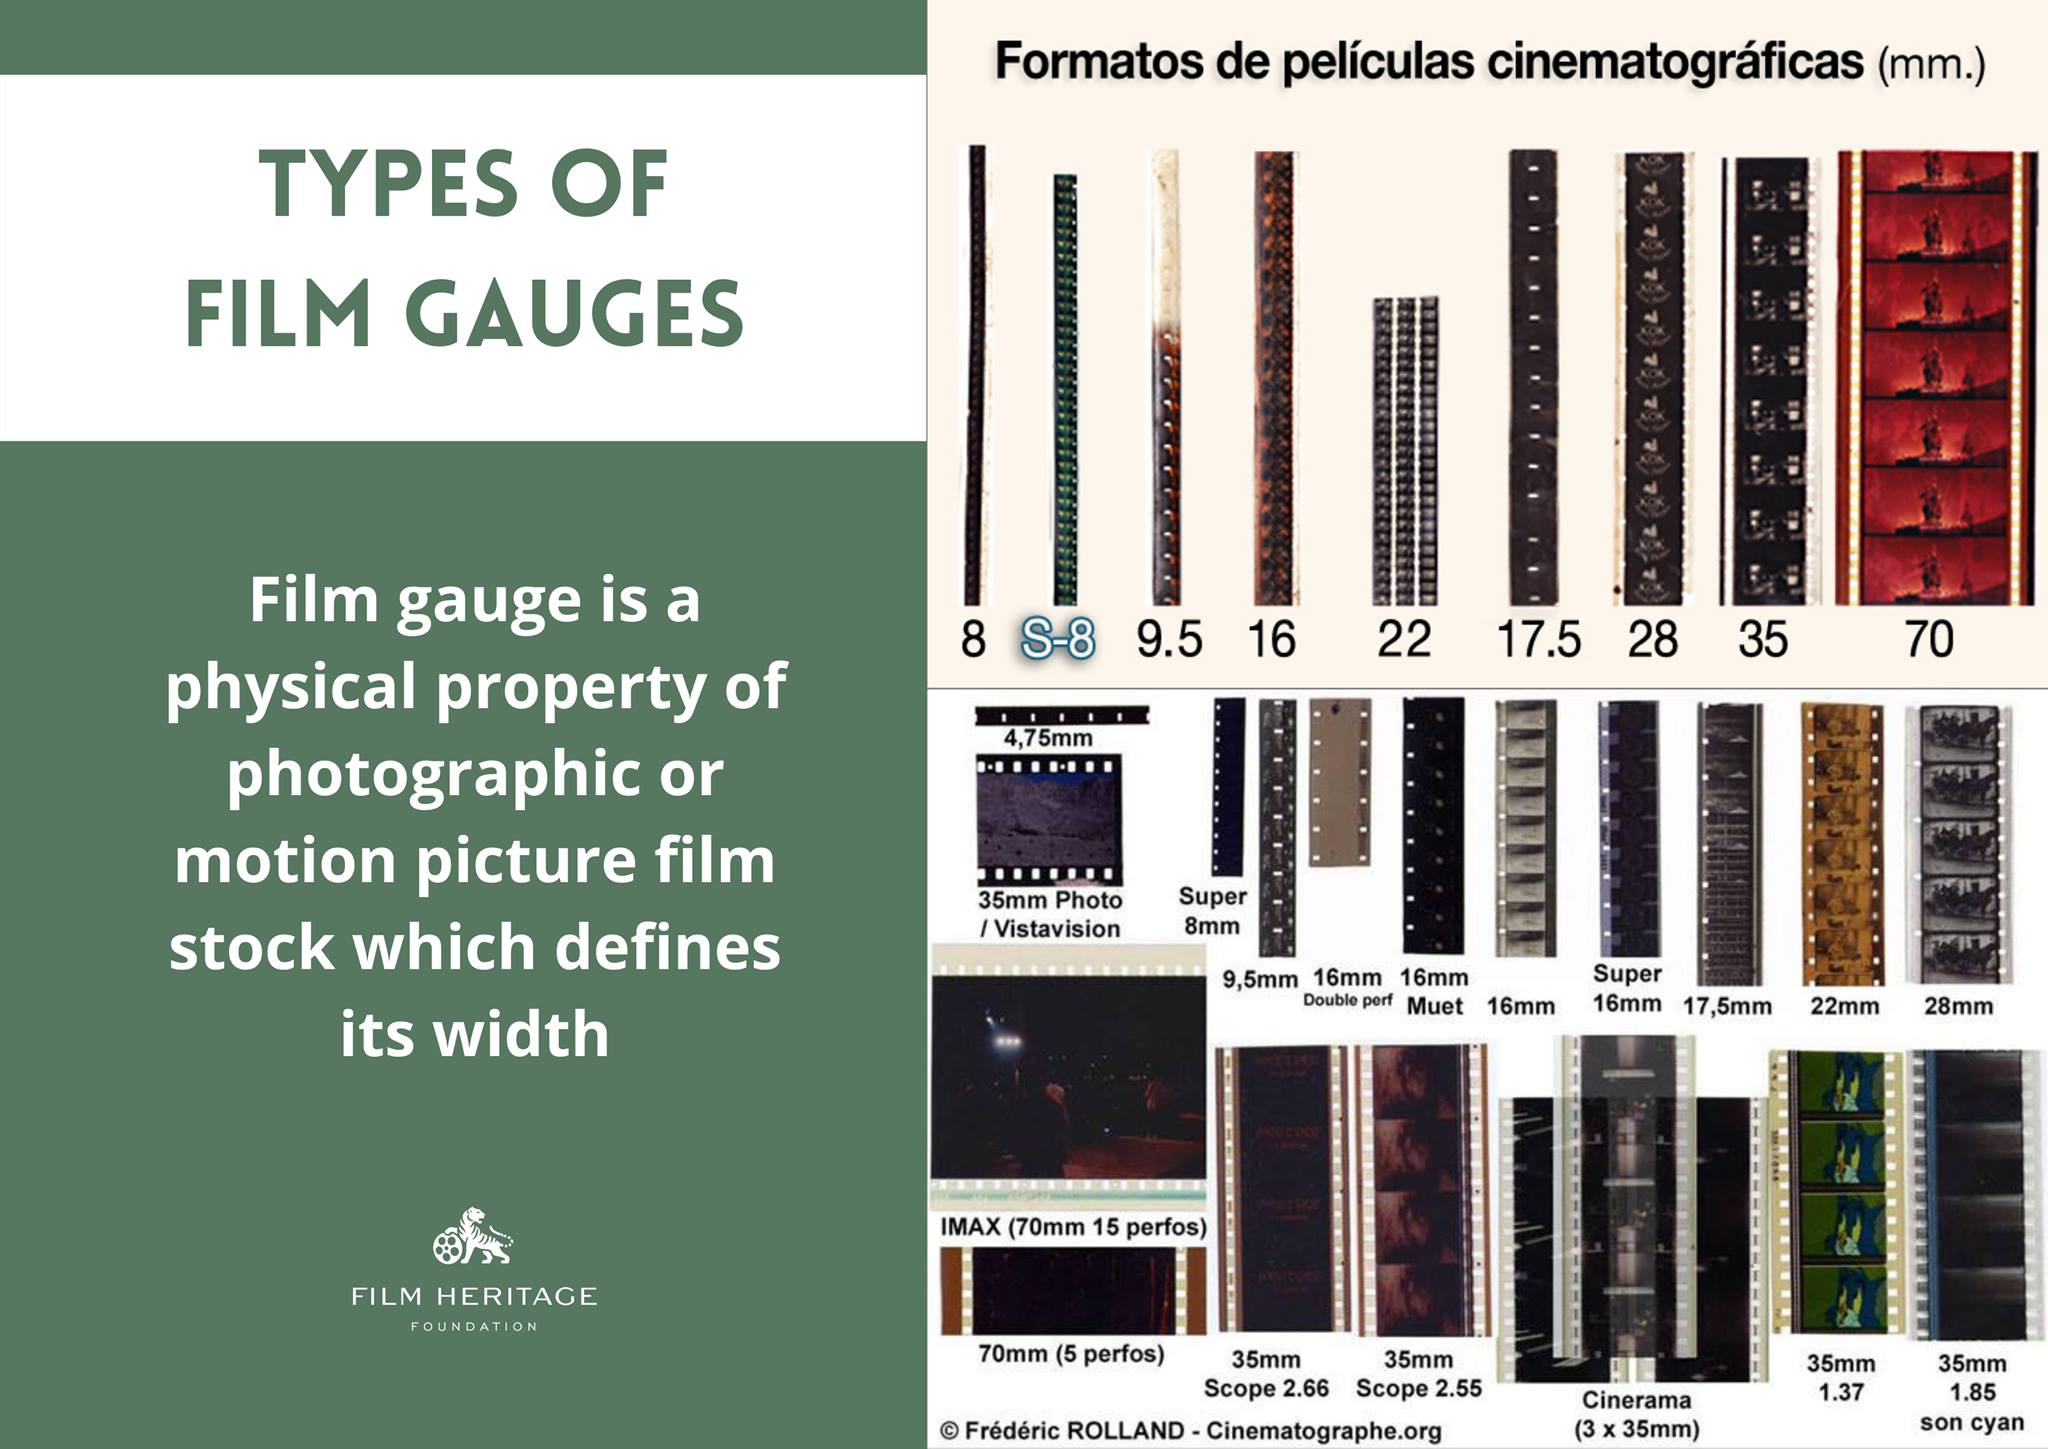 TYPES OF
FILM GAUGES
Film gauge is a
physical property of
photographic or
motion picture film
stock which defines
its width
FILM HERITAGE
FOUNDATION
Formatos de películas cinematográficas (mm.)
8 S-8 9.5 16 22 17.5 28 35 70
4,75mm
35mm Photo
/ Vistavision
Super
8mm
9,5mm
16mm
Double perf
16mm
Muet
16mm
Super
16mm
17,5mm
22mm
28mm
IMAX (70mm 15 perfos)
70mm (5 perfos)
35mm
Scope 2.66
35mm
Scope 2.55
Cinerama
(3 x 35mm)
35mm
1.37
35mm
1.85
son cyan
© Frédéric ROLLAND - Cinematographe.org